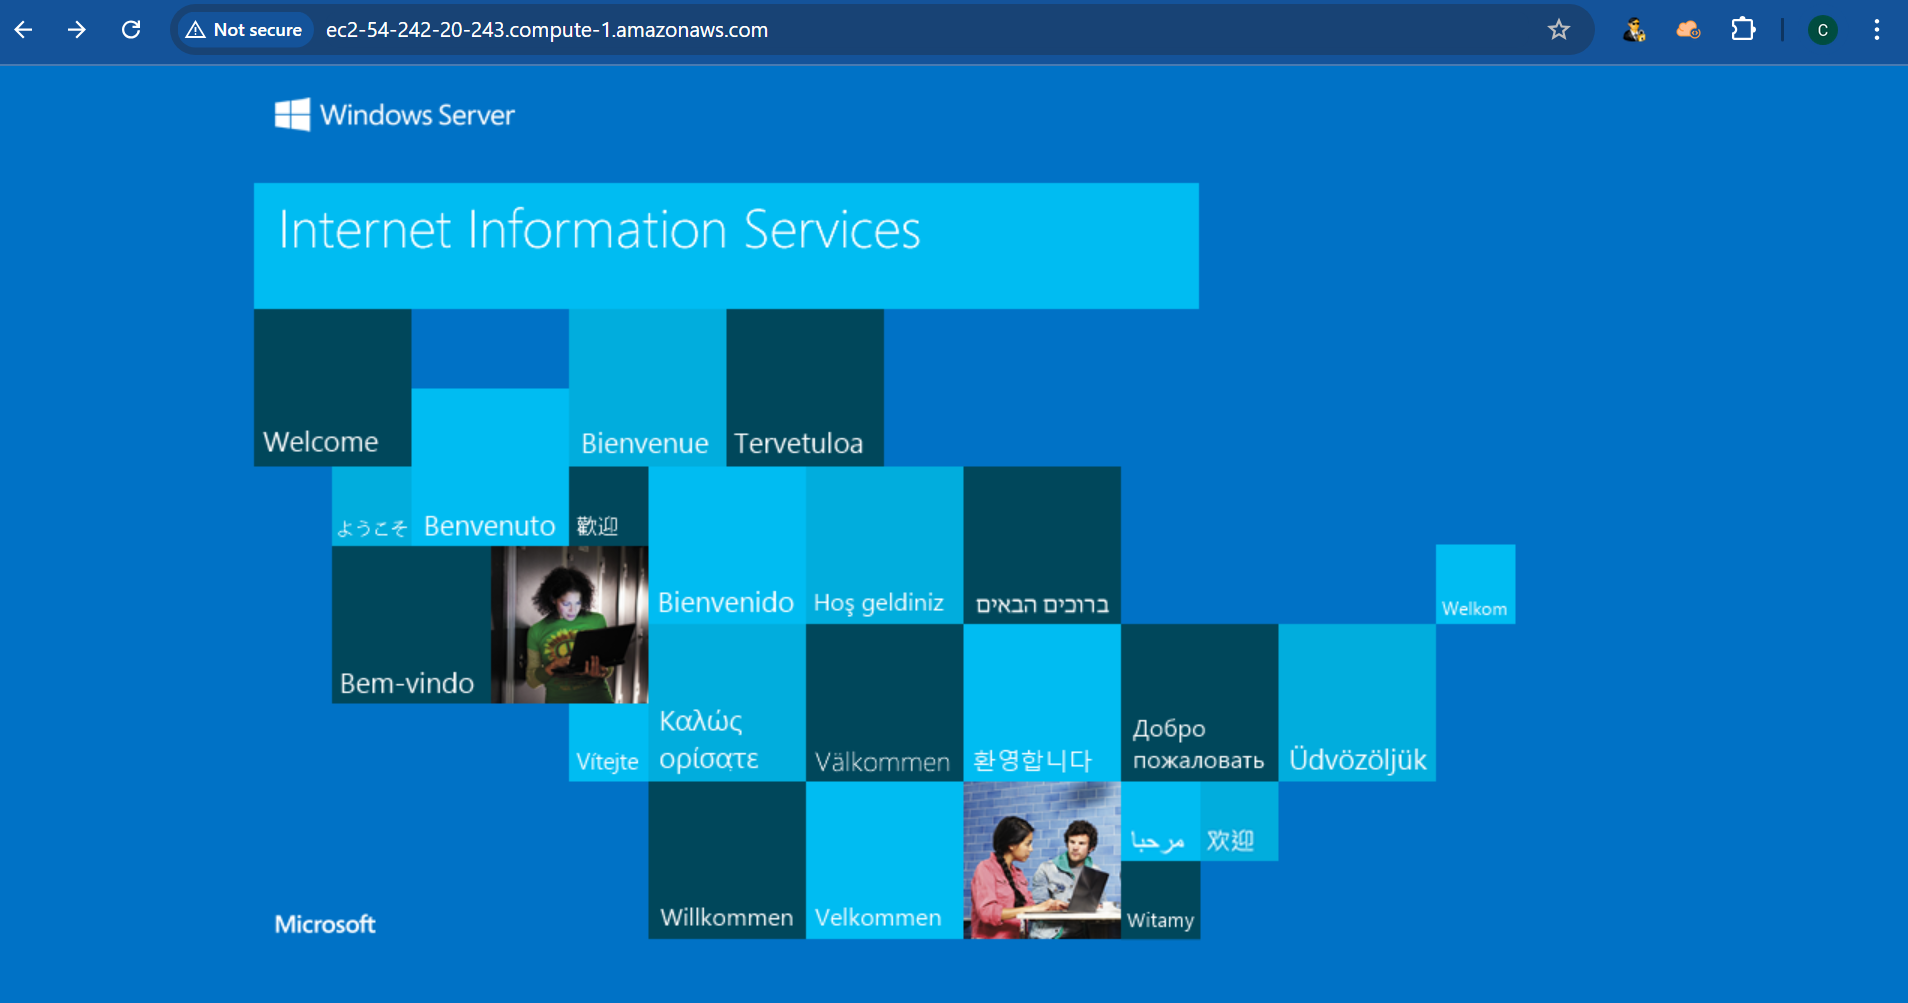 Not secure
ec2-54-242-20-243.compute-1.amazonaws.com
C
Windows Server
Internet Information Services
Welcome
Bienvenue
Tervetuloa
ようこそ
Benvenuto
歡迎
Bienvenido
Hoş geldiniz
ברוכים הבאים
Welkom
Bem-vindo
Vítejte
Καλώς
ορίσατε
Välkommen
환영합니다
Добро
пожаловать
Üdvözöljük
مرحبا
欢迎
Willkommen
Velkommen
Witamy
Microsoft